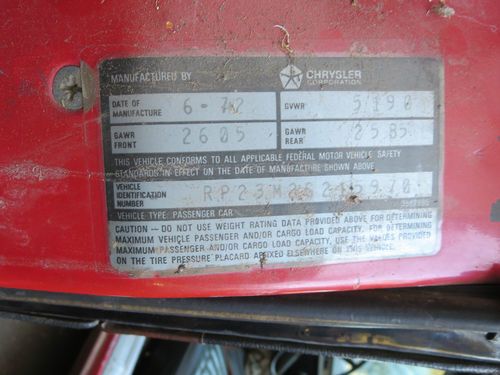 MANUFACTURED BY
CHRYSLER
CORPORATION
DATE OF MANUFACTURE 6-72 GVWR 5190
GAWR FRONT 2605 GAWR REAR 2585
THIS VEHICLE CONFORMS TO ALL APPLICABLE FEDERAL MOTOR VEHICLE SAFETY
STANDARDS IN EFFECT ON THE DATE OF MANUFACTURE SHOWN ABOVE.
VEHICLE IDENTIFICATION NUMBER
VEHICLE TYPE: PASSENGER CAR
CAUTION — DO NOT USE WEIGHT RATING DATA PROVIDED ABOVE FOR DETERMINING
MAXIMUM VEHICLE PASSENGER AND/OR CARGO LOAD CAPACITY. FOR DETERMINING
MAXIMUM PASSENGER AND/OR CARGO LOAD CAPACITY, USE THE VALUES PROVIDED
ON THE TIRE PRESSURE PLACARD AFFIXED ELSEWHERE ON THIS VEHICLE.